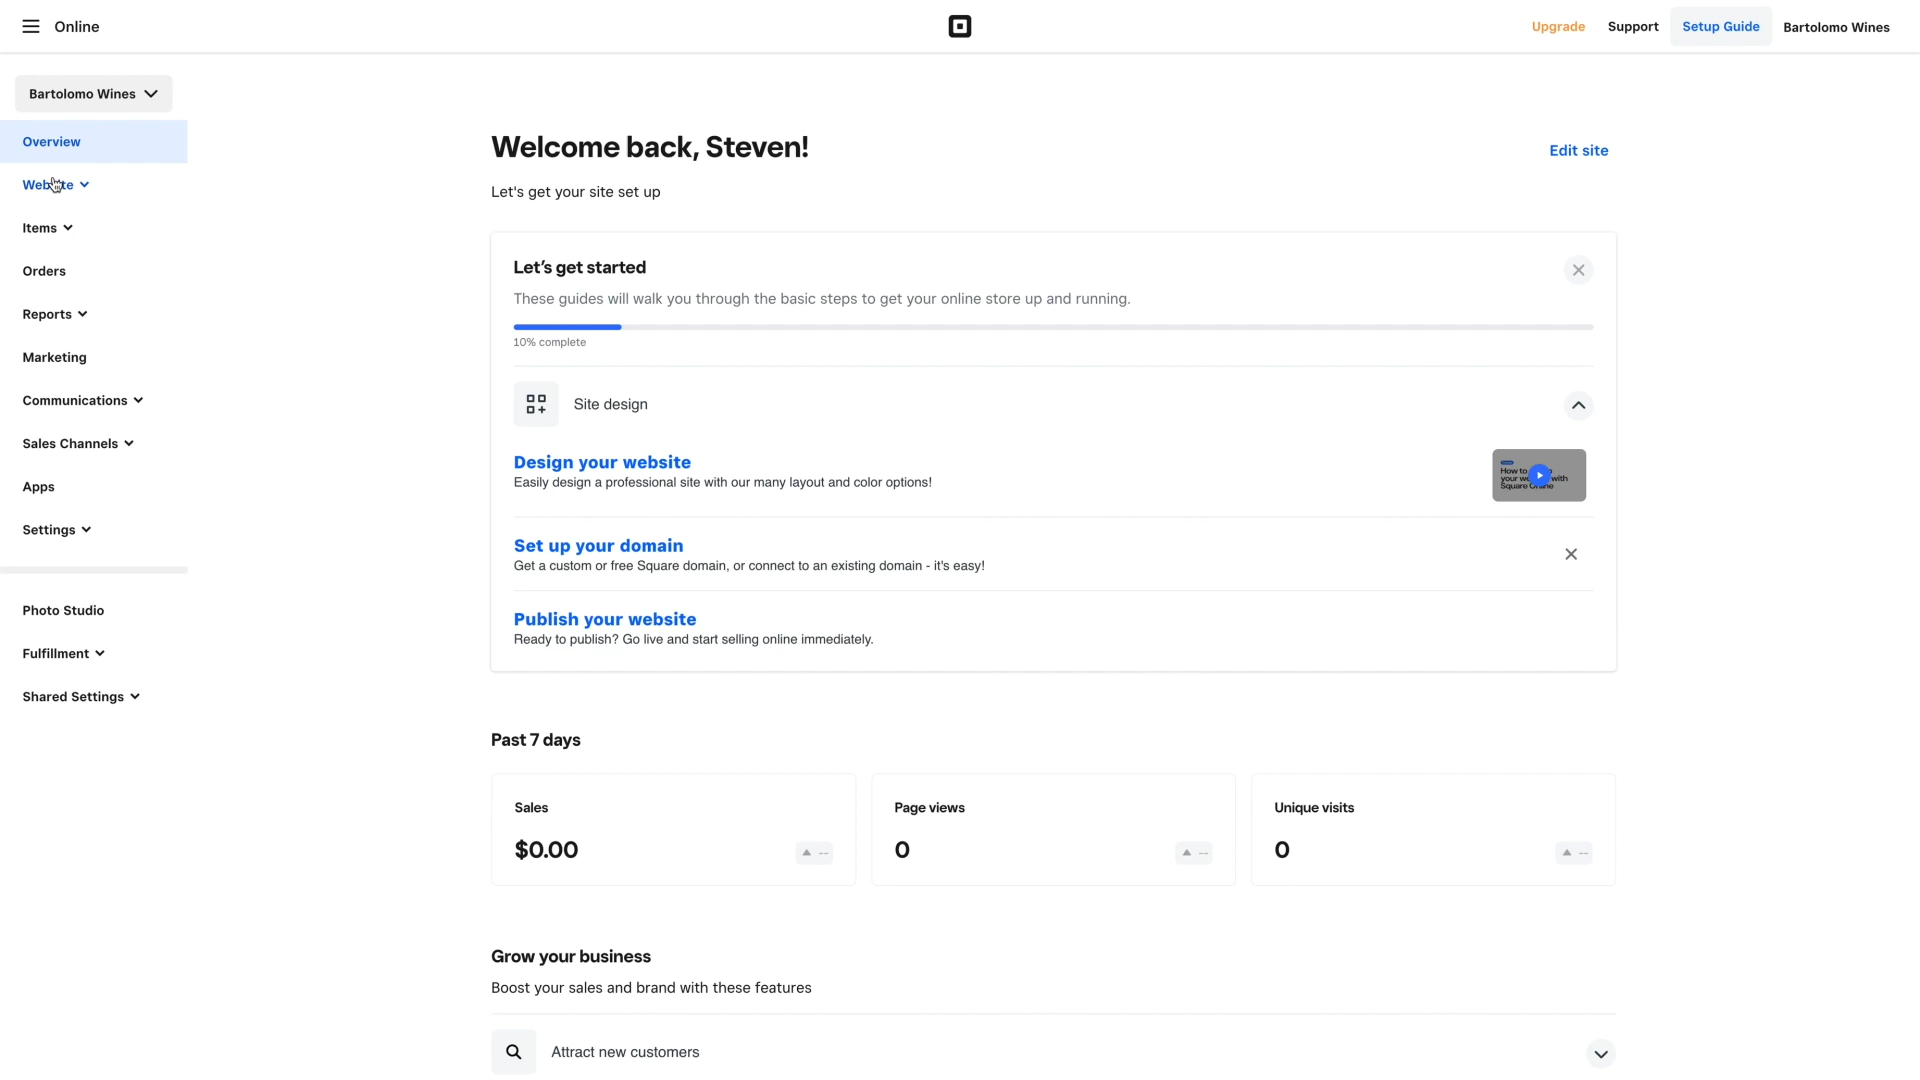 Online
Upgrade
Support
Setup Guide
Bartolomo Wines
Bartolomo Wines
Overview
Website
Items
Orders
Reports
Marketing
Communications
Sales Channels
Apps
Settings
Photo Studio
Fulfillment
Shared Settings
Welcome back, Steven!
Edit site
Let's get your site set up
Let’s get started
These guides will walk you through the basic steps to get your online store up and running.
10% complete
Site design
Design your website
Easily design a professional site with our many layout and color options!
How to
your with
Square Online
Set up your domain
Get a custom or free Square domain, or connect to an existing domain - it's easy!
Publish your website
Ready to publish? Go live and start selling online immediately.
Past 7 days
Sales
$0.00
--
Page views
0
--
Unique visits
0
--
Grow your business
Boost your sales and brand with these features
Attract new customers